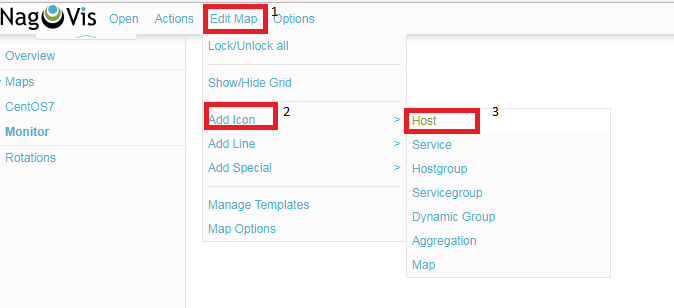 NagVis Open Actions Edit Map 1 Options
Lock/Unlock all
Overview
Maps
Show/Hide Grid
CentOS7
Add Icon > 2 Host 3
Monitor
Add Line > Service
Rotations
Add Special > Hostgroup
Servicegroup
Manage Templates
Dynamic Group
Map Options
Aggregation
Map